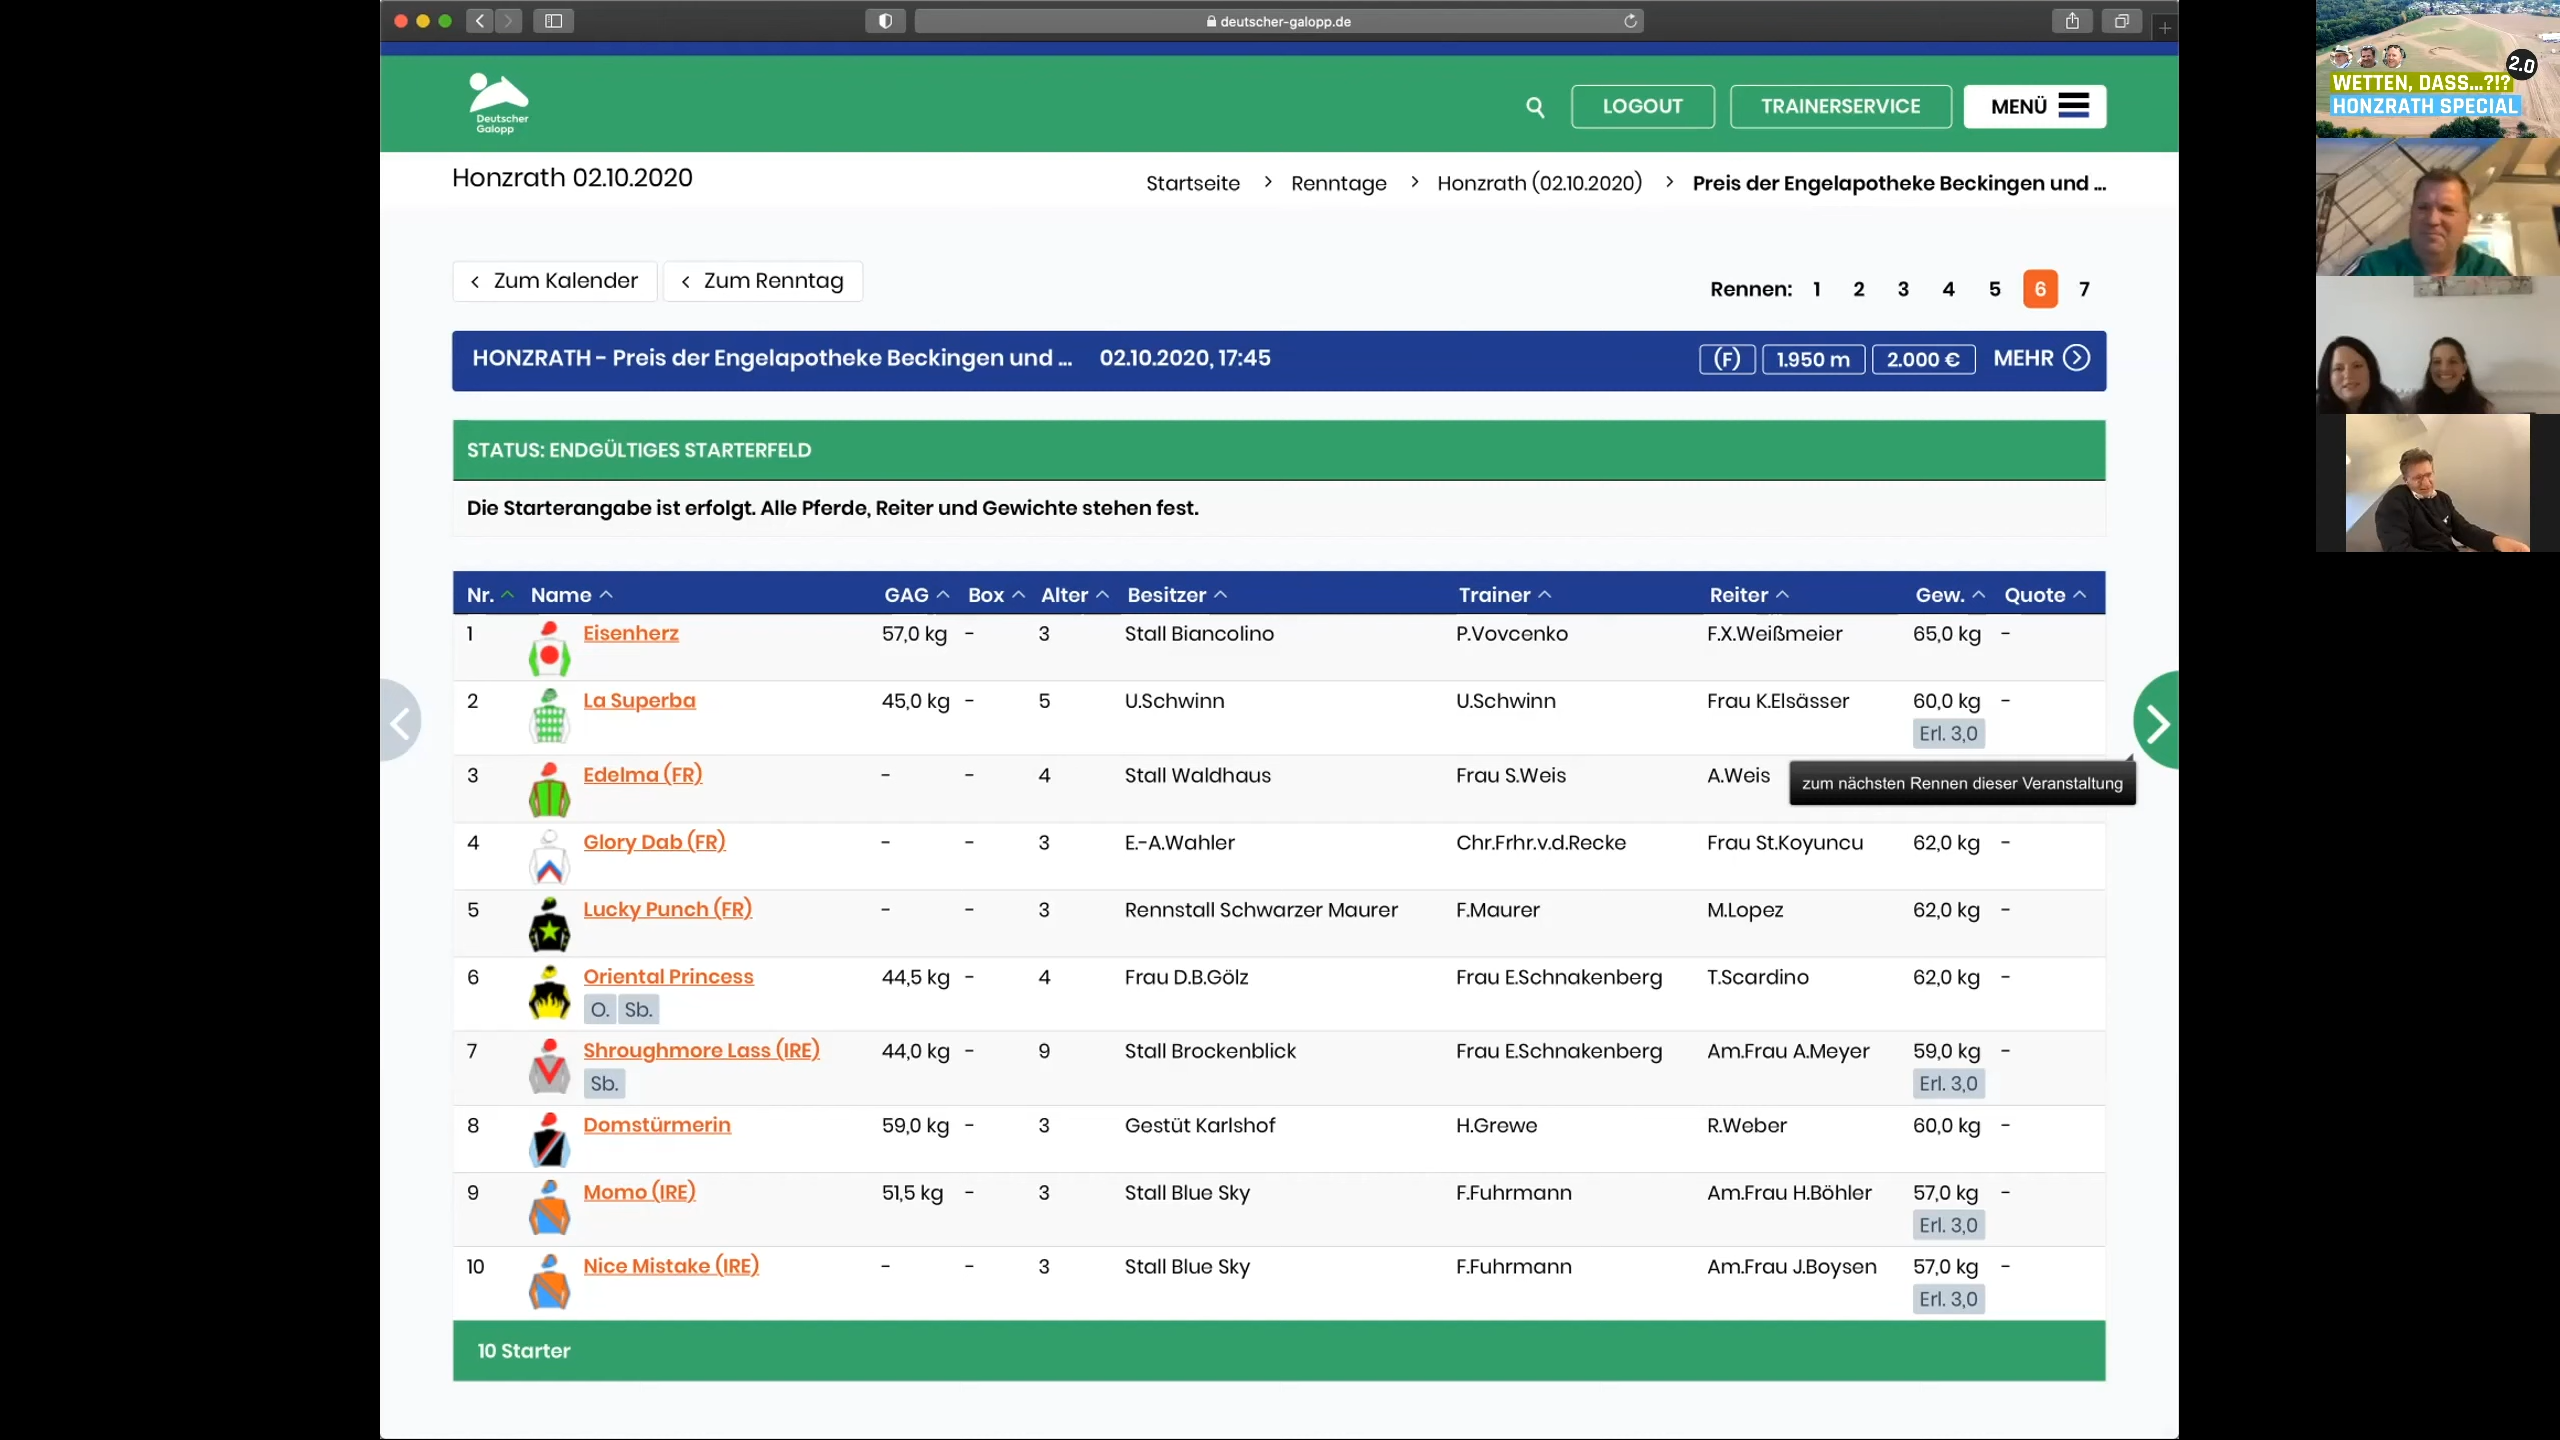 deutscher-galopp.de
2.0
WETTEN, DASS...?!?
HONZRATH SPECIAL
Deutscher
Galopp
LOGOUT
TRAINERSERVICE
MENÜ
Honzrath 02.10.2020
Startseite > Renntage > Honzrath (02.10.2020) > Preis der Engelapotheke Beckingen und ...
Zum Kalender
Zum Renntag
Rennen: 1 2 3 4 5 6 7
HONZRATH - Preis der Engelapotheke Beckingen und ... 02.10.2020, 17:45 (F) 1.950 m 2.000 € MEHR
STATUS: ENDGÜLTIGES STARTERFELD
Die Starterangabe ist erfolgt. Alle Pferde, Reiter und Gewichte stehen fest.
Nr. Name GAG Box Alter Besitzer Trainer Reiter Gew. Quote
1 Eisenherz 57,0 kg - 3 Stall Biancolino P.Vovcenko F.X.Weißmeier 65,0 kg -
2 La Superba 45,0 kg - 5 U.Schwinn U.Schwinn Frau K.Elsässer 60,0 kg -
Erl. 3,0
3 Edelma (FR) - - 4 Stall Waldhaus Frau S.Weis A.Weis
zum nächsten Rennen dieser Veranstaltung
4 Glory Dab (FR) - - 3 E.-A.Wahler Chr.Frhr.v.d.Recke Frau St.Koyuncu 62,0 kg -
5 Lucky Punch (FR) - - 3 Rennstall Schwarzer Maurer F.Maurer M.Lopez 62,0 kg -
6 Oriental Princess 44,5 kg - 4 Frau D.B.Gölz Frau E.Schnakenberg T.Scardino 62,0 kg -
O. Sb.
7 Shroughmore Lass (IRE) 44,0 kg - 9 Stall Brockenblick Frau E.Schnakenberg Am.Frau A.Meyer 59,0 kg -
Sb. Erl. 3,0
8 Domstürmerin 59,0 kg - 3 Gestüt Karlshof H.Grewe R.Weber 60,0 kg -
9 Momo (IRE) 51,5 kg - 3 Stall Blue Sky F.Fuhrmann Am.Frau H.Böhler 57,0 kg -
Erl. 3,0
10 Nice Mistake (IRE) - - 3 Stall Blue Sky F.Fuhrmann Am.Frau J.Boysen 57,0 kg -
Erl. 3,0
10 Starter